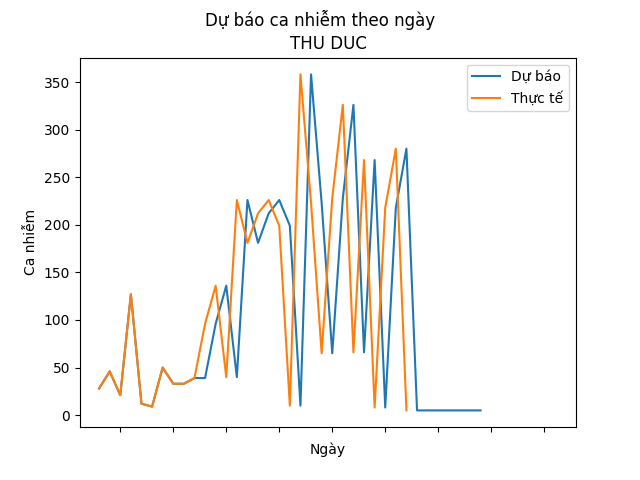 Dự báo ca nhiễm theo ngày
THU DUC
Dự báo
Thực tế
350
300
250
200
150
100
50
0
Ca nhiễm
Ngày